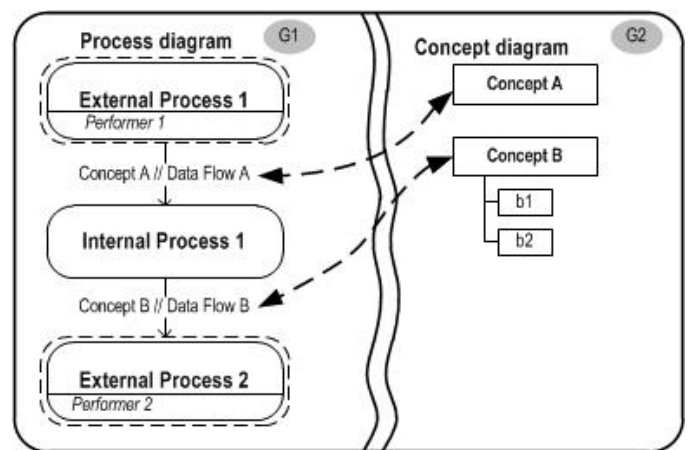 Process diagram
G1
External Process 1
Performer 1
Concept A // Data Flow A
Internal Process 1
Concept B // Data Flow B
External Process 2
Performer 2
Concept diagram
G2
Concept A
Concept B
b1
b2